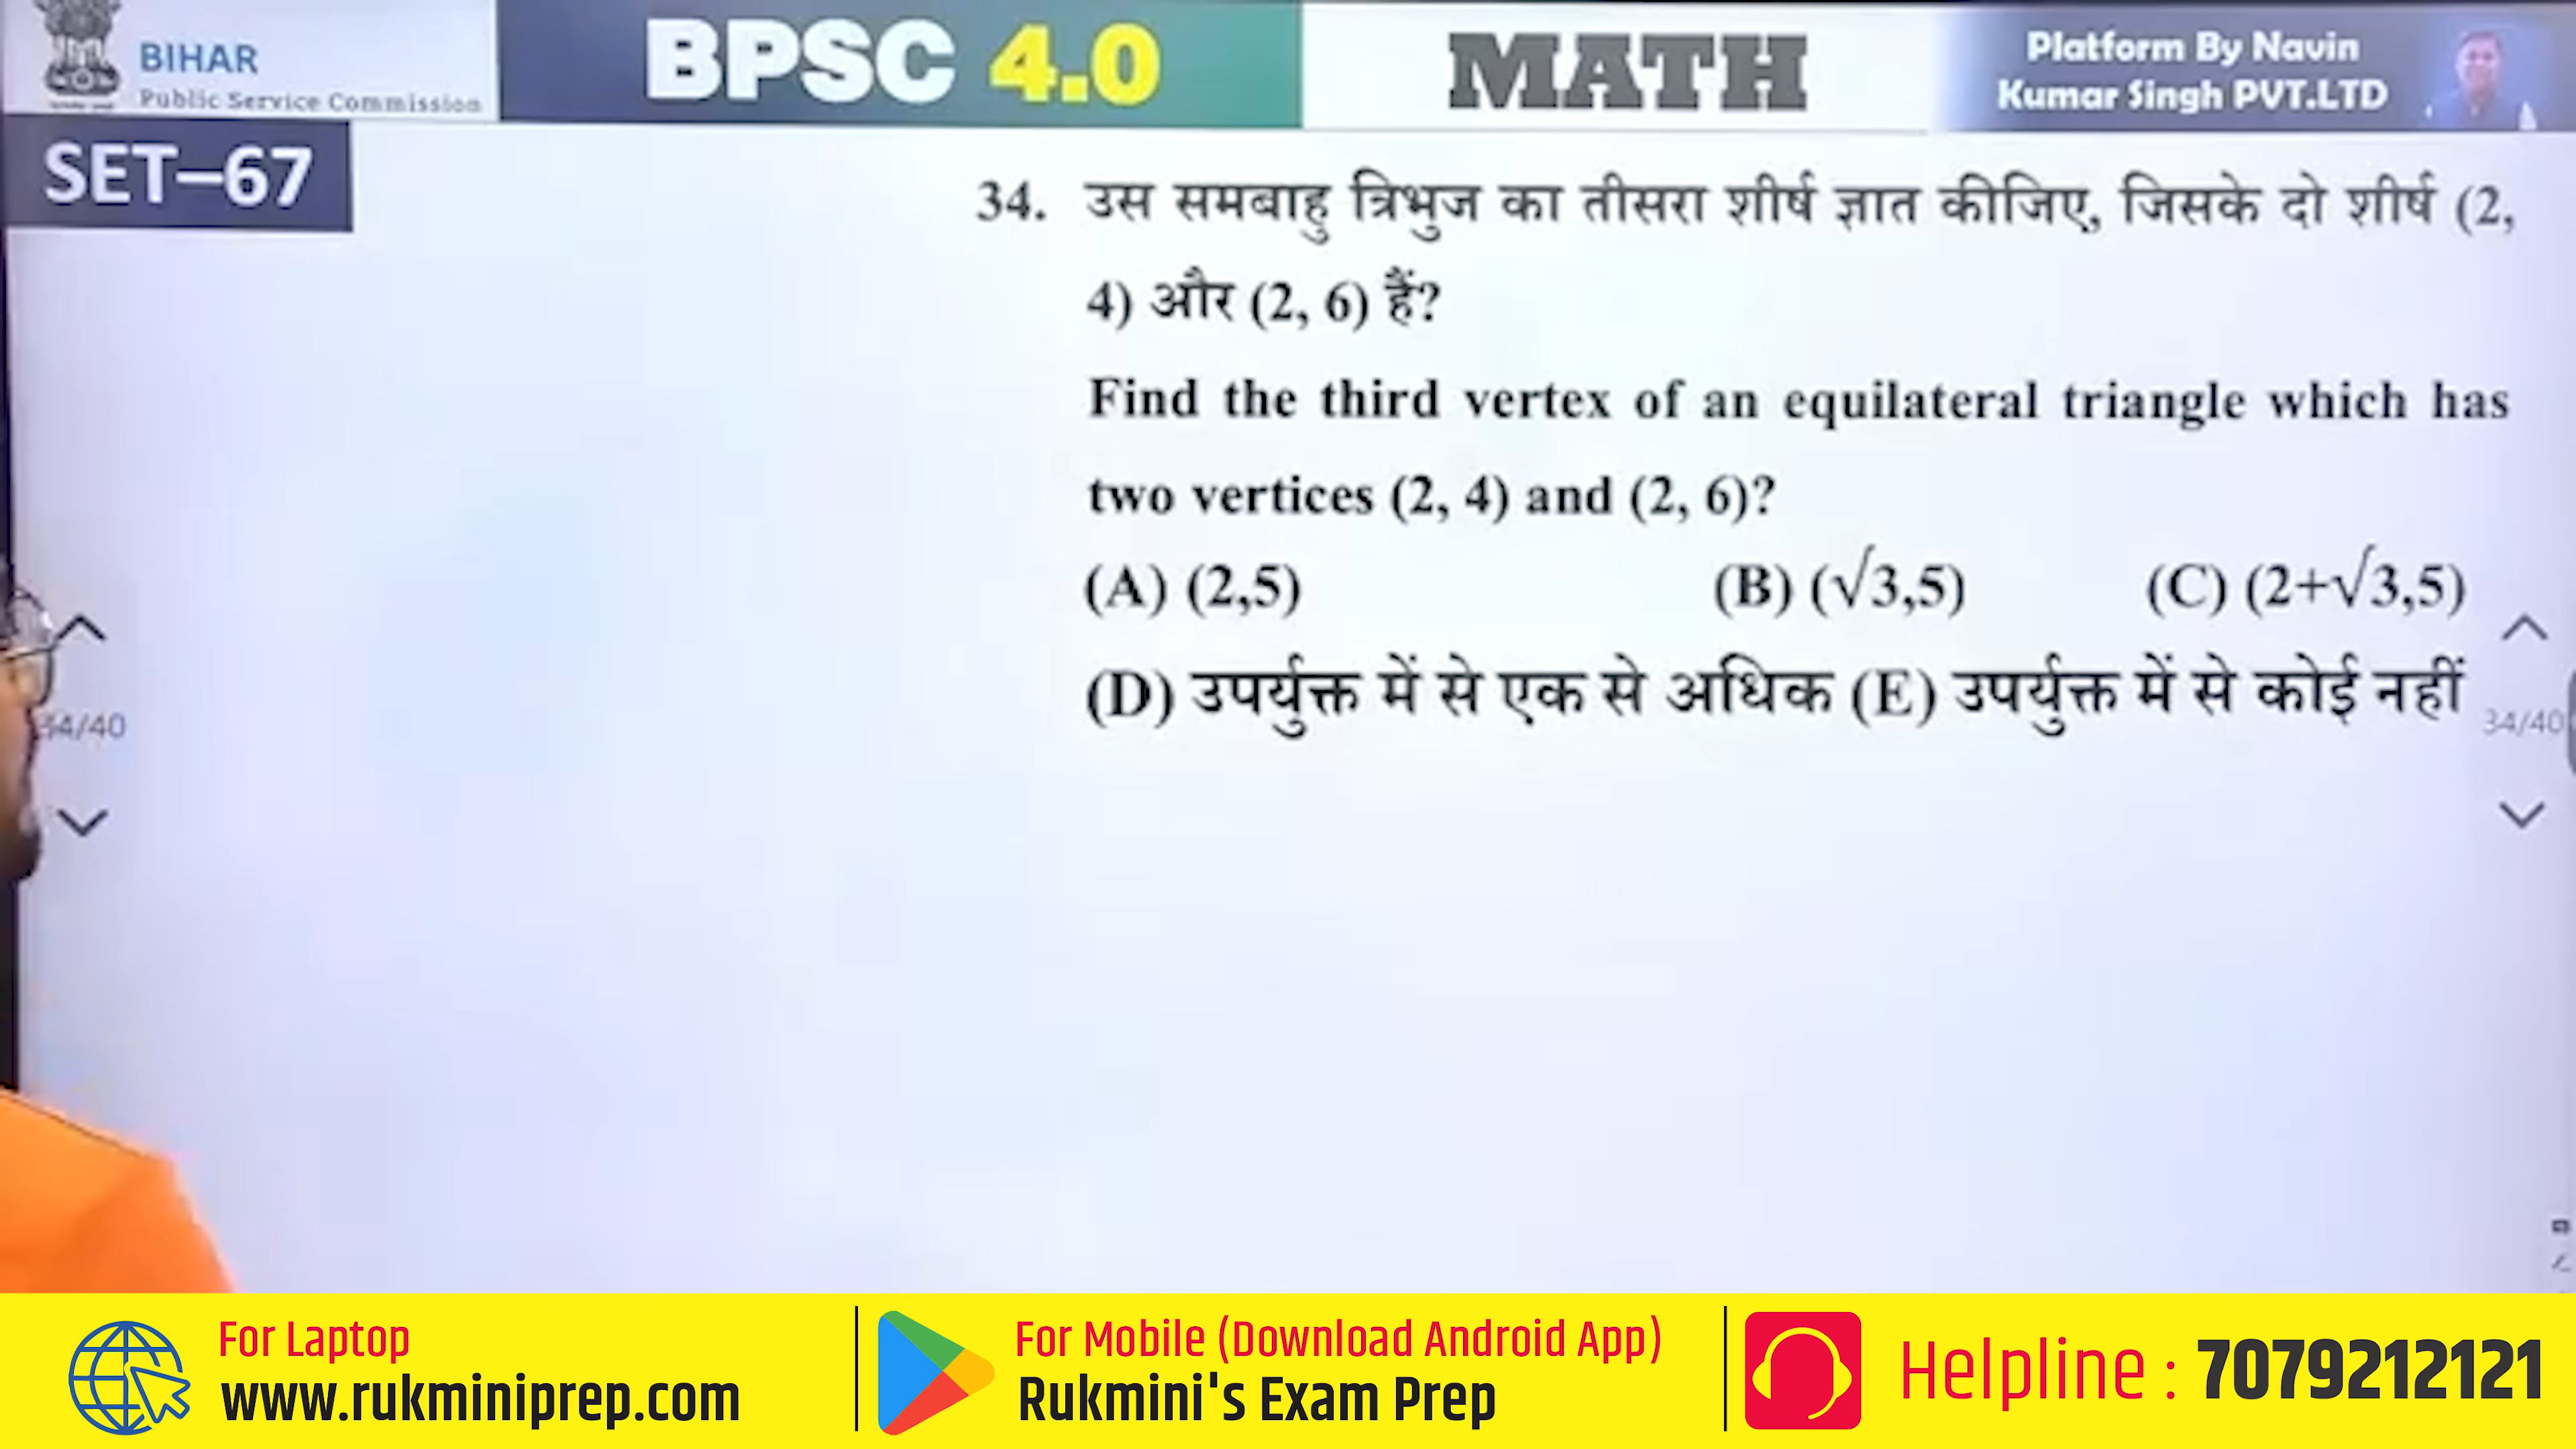 BIHAR
Public Service Commission
BPSC 4.0
MATH
Platform By Navin
Kumar Singh PVT.LTD
SET–67
34. उस समबाहु त्रिभुज का तीसरा शीर्ष ज्ञात कीजिए, जिसके दो शीर्ष (2,
4) और (2, 6) हैं?
Find the third vertex of an equilateral triangle which has
two vertices (2, 4) and (2, 6)?
(A) (2,5) (B) (√3,5) (C) (2+√3,5)
(D) उपर्युक्त में से एक से अधिक (E) उपर्युक्त में से कोई नहीं
34/40
34/40
For Laptop
www.rukminiprep.com
For Mobile (Download Android App)
Rukmini's Exam Prep
Helpline : 7079212121